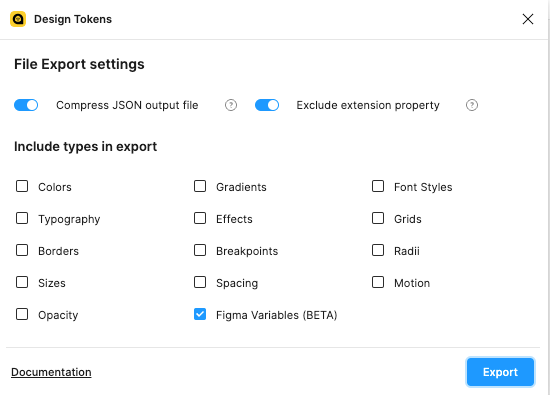 Design Tokens
File Export settings
Compress JSON output file ? Exclude extension property ?
Include types in export
Colors Gradients Font Styles
Typography Effects Grids
Borders Breakpoints Radii
Sizes Spacing Motion
Opacity Figma Variables (BETA)
Documentation Export